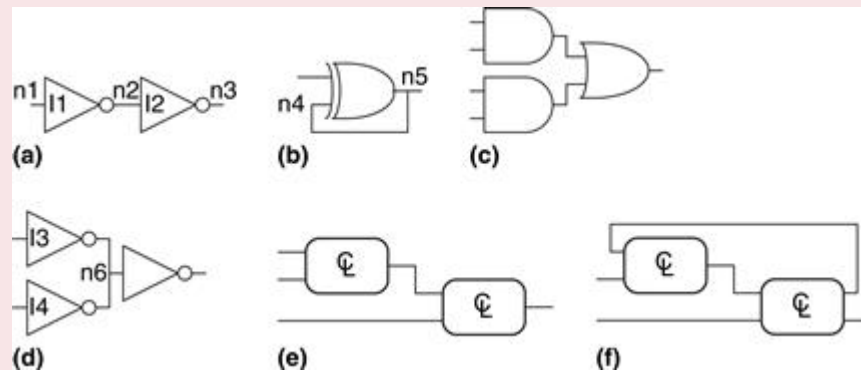 n1 I1 n2 I2 n3
n4 n5
(a) (b) (c)
I3
n6
I4
CL CL
CL CL
(d) (e) (f)